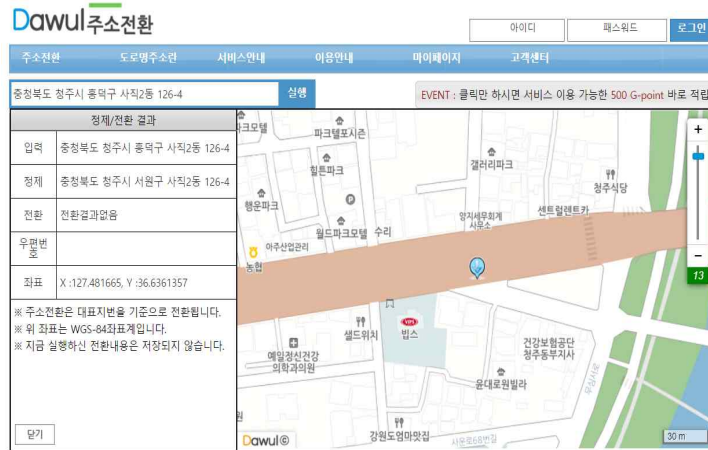 Dawul 주소전환
아이디
패스워드
로그인
주소전환
도로명주소란
서비스안내
이용안내
마이페이지
고객센터
충청북도 청주시 흥덕구 사직2동 126-4
실행
EVENT : 클릭만 하시면 서비스 이용 가능한 500 G-point 바로 적립
정제/전환 결과
입력 충청북도 청주시 흥덕구 사직2동 126-4
정제 충청북도 청주시 서원구 사직2동 126-4
전환 전환결과없음
우편번
호
좌표 X :127.481665, Y :36.6361357
※ 주소전환은 대표지번을 기준으로 전환됩니다.
※ 위 좌표는 WGS-84좌표계입니다.
※ 지금 실행하신 전환내용은 저장되지 않습니다.
닫기
크모텔
파크텔포시즌
힐튼파크
갤러리파크
청주식당
행운파크
P
월드파크모텔
수리
양지세무회계
사무소
센트럴렌트카
아주산업관리
농협
+
−
13
샐드위치
VIPS
빕스
예일정신건강
의학과의원
건강보험공단
청주동부지사
윤대로원빌라
원
강원도엄마맛집
사운로68번길
Dawul©
30 m